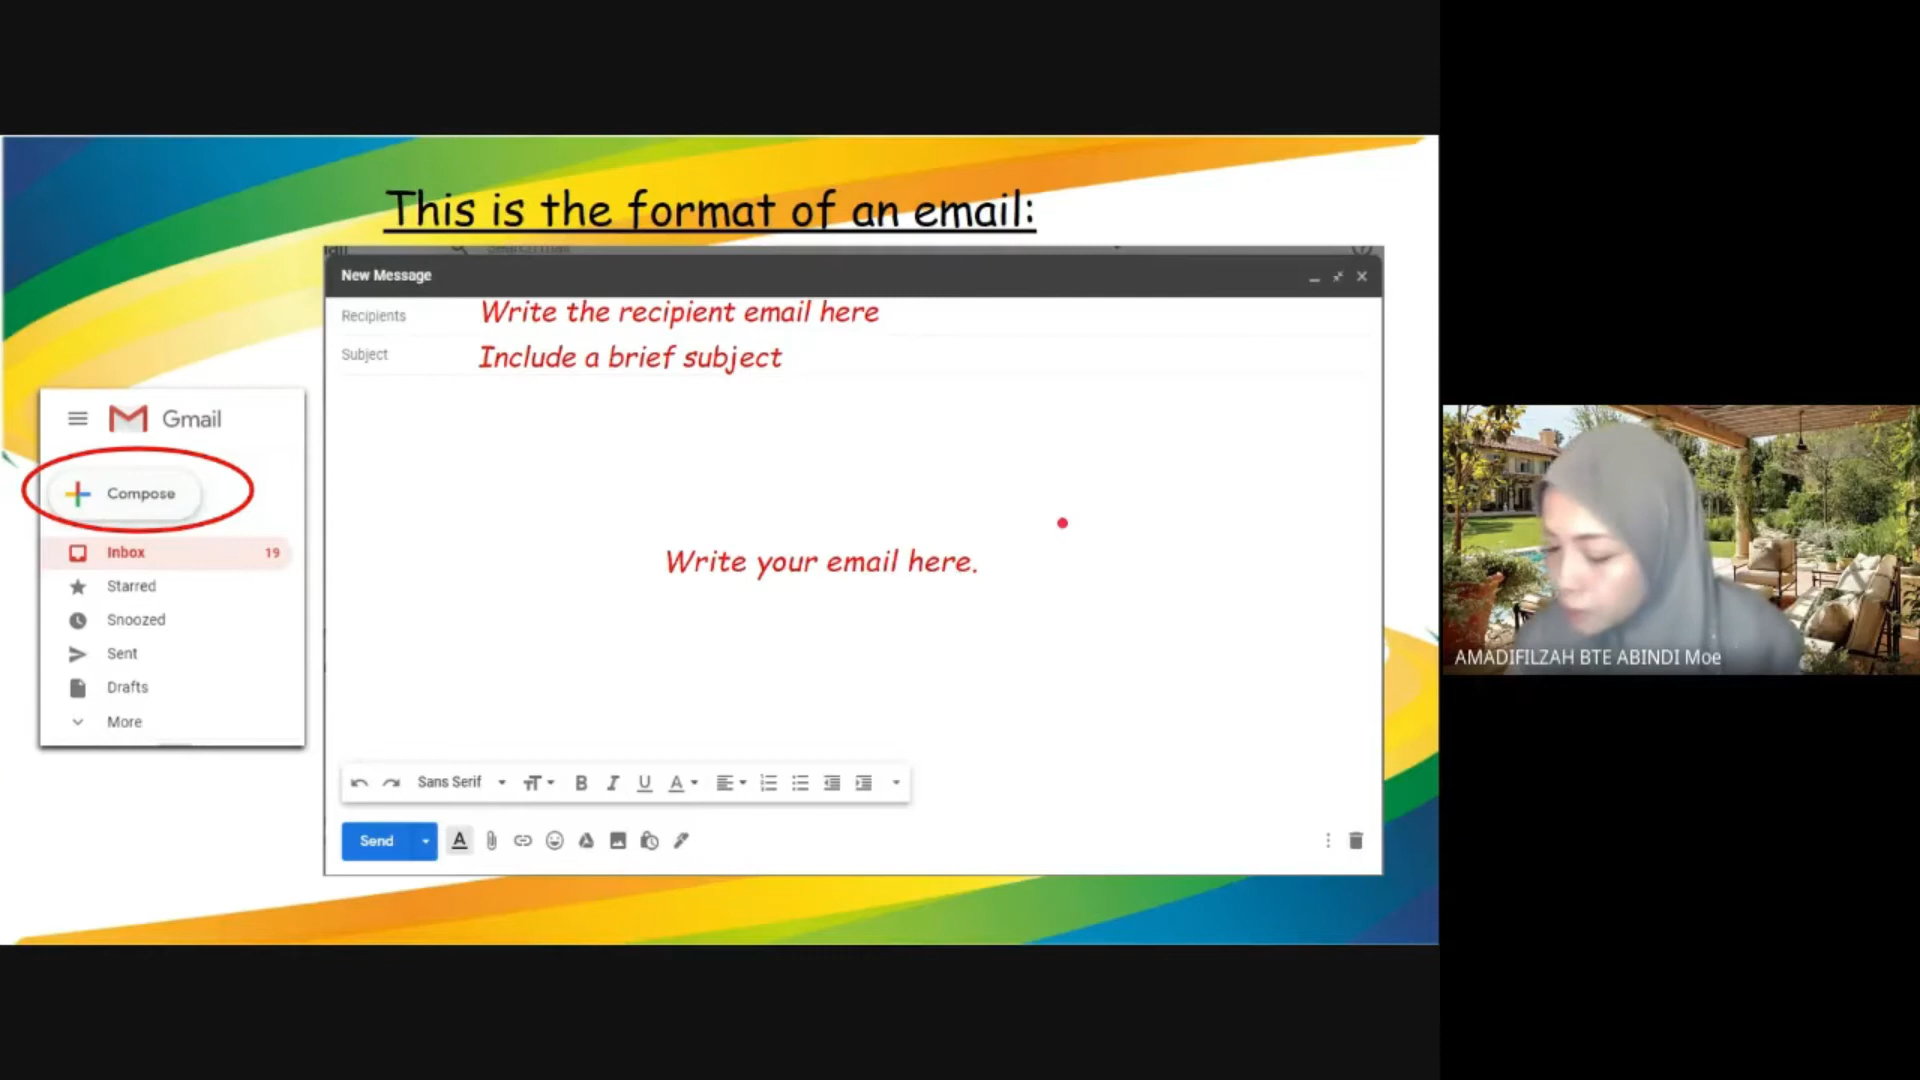 This is the format of an email:
New Message
Recipients Write the recipient email here
Subject Include a brief subject
Gmail
Compose
Inbox 19
Starred
Snoozed
Sent
Drafts
More
Write your email here.
Sans Serif
Send
AMADIFILZAH BTE ABINDI Moe